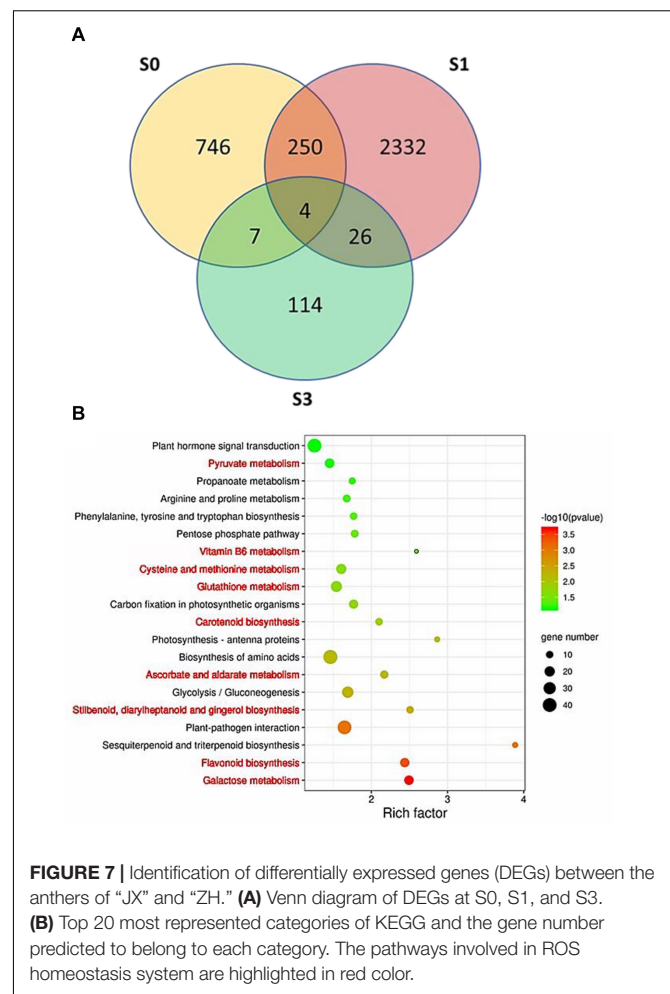 A
S0
S1
746
250
2332
4
7
26
114
S3
B
Plant hormone signal transduction
Pyruvate metabolism
Propanoate metabolism
Arginine and proline metabolism
Phenylalanine, tyrosine and tryptophan biosynthesis
Pentose phosphate pathway
Vitamin B6 metabolism
Cysteine and methionine metabolism
Glutathione metabolism
Carbon fixation in photosynthetic organisms
Carotenoid biosynthesis
Photosynthesis - antenna proteins
Biosynthesis of amino acids
Ascorbate and aldarate metabolism
Glycolysis / Gluconeogenesis
Stilbenoid, diarylheptanoid and gingerol biosynthesis
Plant-pathogen interaction
Sesquiterpenoid and triterpenoid biosynthesis
Flavonoid biosynthesis
Galactose metabolism
2 3 4
Rich factor
-log10(pvalue)
3.5
3.0
2.5
2.0
1.5
gene number
10
20
30
40
FIGURE 7 | Identification of differentially expressed genes (DEGs) between the
anthers of “JX” and “ZH.” (A) Venn diagram of DEGs at S0, S1, and S3.
(B) Top 20 most represented categories of KEGG and the gene number
predicted to belong to each category. The pathways involved in ROS
homeostasis system are highlighted in red color.